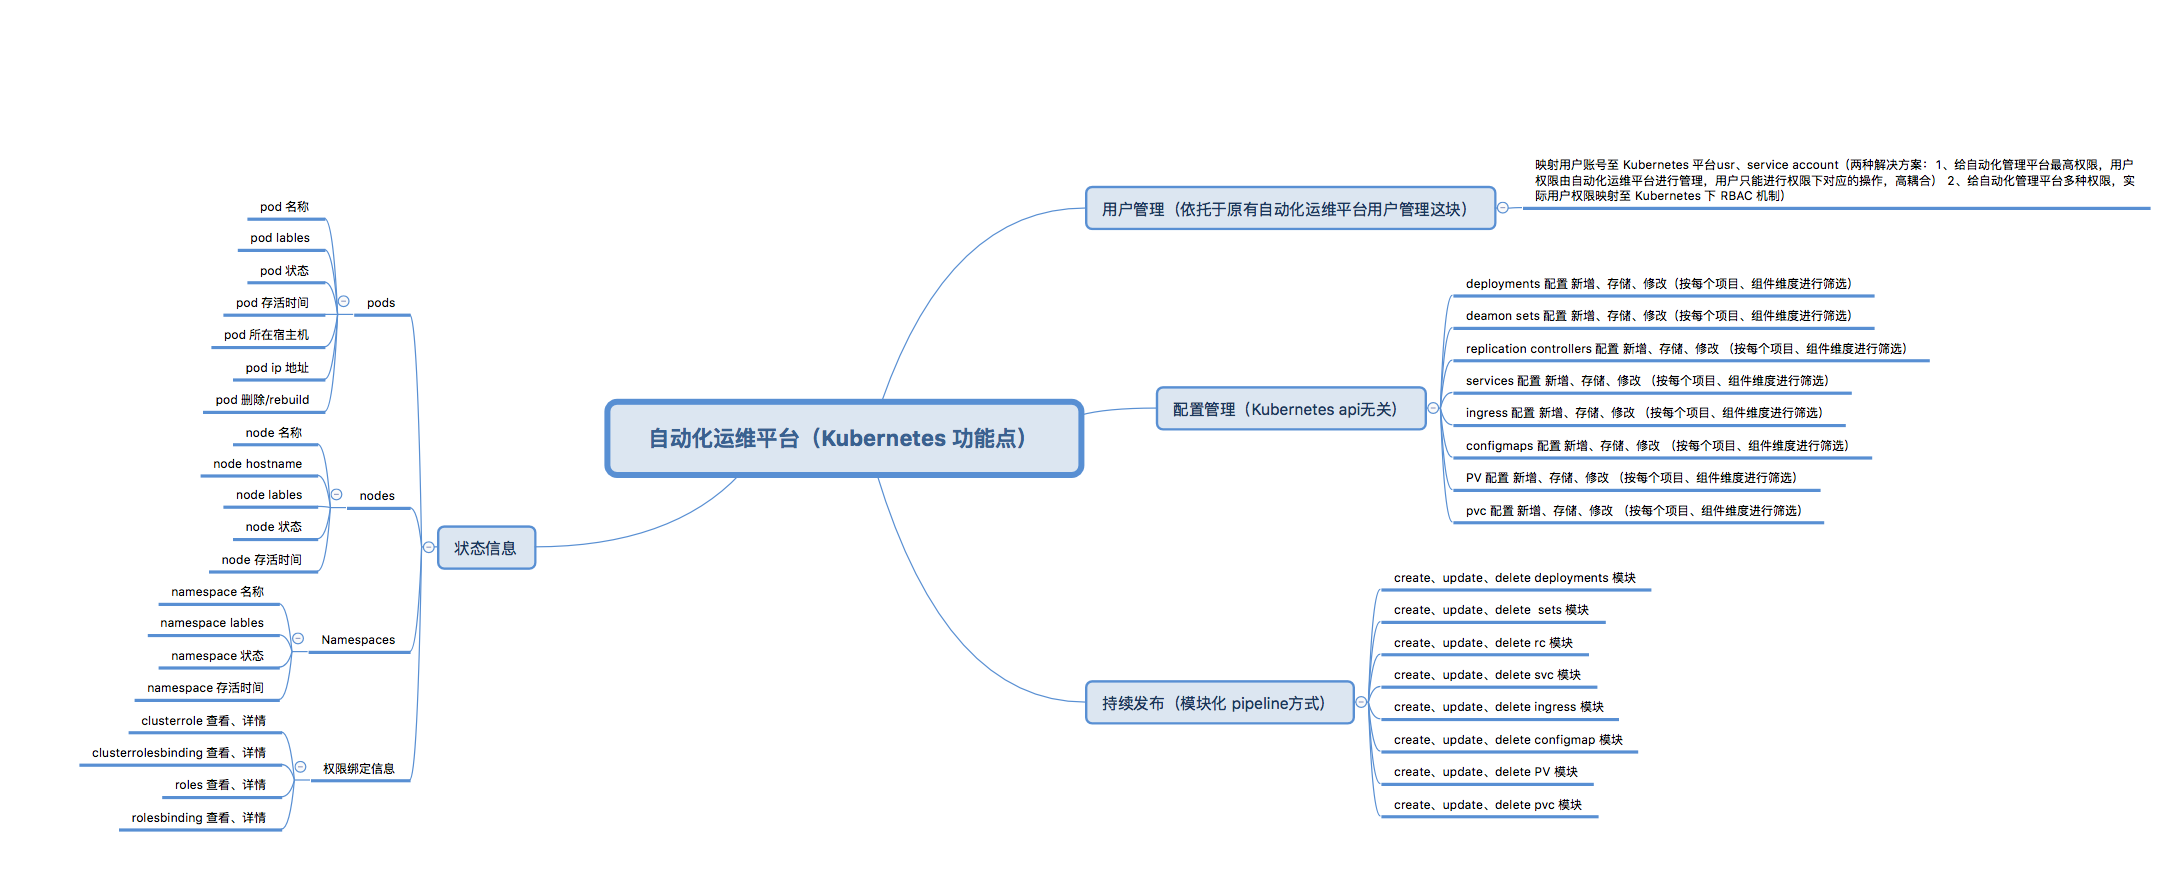 自动化运维平台（Kubernetes 功能点）
用户管理（依托于原有自动化运维平台用户管理这块）
映射用户账号至 Kubernetes 平台usr、service account（两种解决方案： 1、给自动化管理平台最高权限，用户
权限由自动化运维平台进行管理，用户只能进行权限下对应的操作，高耦合） 2、给自动化管理平台多种权限，实
际用户权限映射至 Kubernetes 下 RBAC 机制）
配置管理（Kubernetes api无关）
deployments 配置 新增、存储、修改（按每个项目、组件维度进行筛选）
deamon sets 配置 新增、存储、修改（按每个项目、组件维度进行筛选）
replication controllers 配置 新增、存储、修改 （按每个项目、组件维度进行筛选）
services 配置 新增、存储、修改 （按每个项目、组件维度进行筛选）
ingress 配置 新增、存储、修改 （按每个项目、组件维度进行筛选）
configmaps 配置 新增、存储、修改 （按每个项目、组件维度进行筛选）
PV 配置 新增、存储、修改 （按每个项目、组件维度进行筛选）
pvc 配置 新增、存储、修改 （按每个项目、组件维度进行筛选）
持续发布（模块化 pipeline方式）
create、update、delete deployments 模块
create、update、delete  sets 模块
create、update、delete rc 模块
create、update、delete svc 模块
create、update、delete ingress 模块
create、update、delete configmap 模块
create、update、delete PV 模块
create、update、delete pvc 模块
状态信息
pods
pod 名称
pod lables
pod 状态
pod 存活时间
pod 所在宿主机
pod ip 地址
pod 删除/rebuild
nodes
node 名称
node hostname
node lables
node 状态
node 存活时间
Namespaces
namespace 名称
namespace lables
namespace 状态
namespace 存活时间
权限绑定信息
clusterrole 查看、详情
clusterrolesbinding 查看、详情
roles 查看、详情
rolesbinding 查看、详情